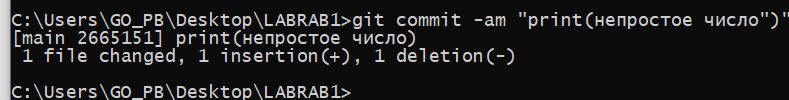 C:\Users\GO_PB\Desktop\LABRAB1>git commit -am "print(непростое число")"
[main 2665151] print(непростое число)
 1 file changed, 1 insertion(+), 1 deletion(-)
C:\Users\GO_PB\Desktop\LABRAB1>